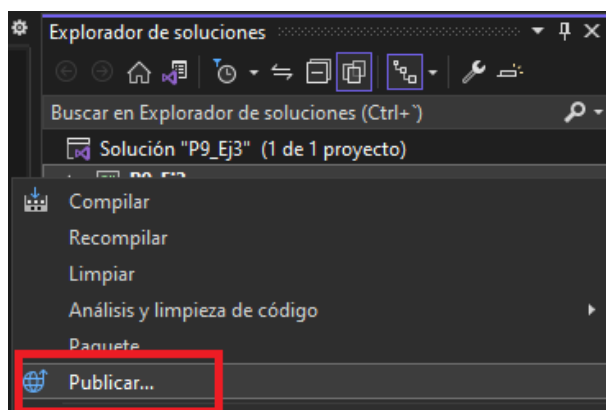 Explorador de soluciones
Buscar en Explorador de soluciones (Ctrl+`)
Solución "P9_Ej3" (1 de 1 proyecto)
P9_Ej3
Compilar
Recompilar
Limpiar
Análisis y limpieza de código
Paquete
Publicar...